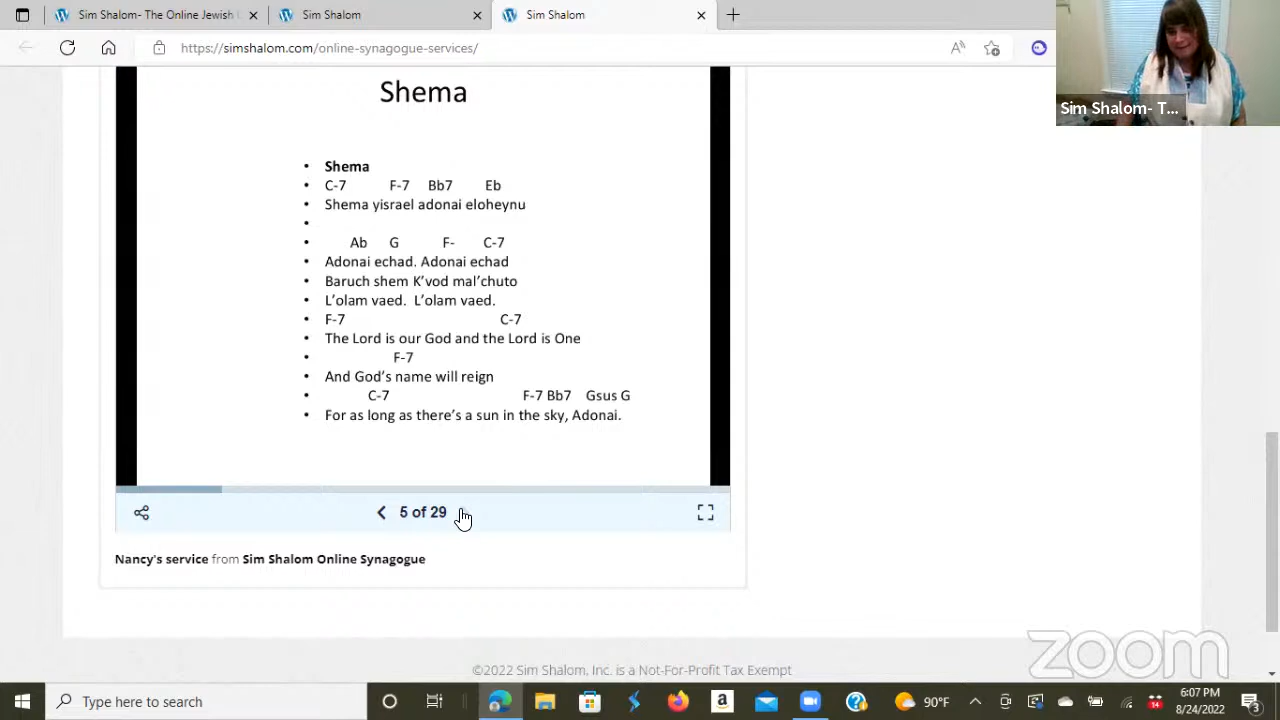 Sim Shalom - The Online Jewish
Sim Shalom
Sim Shalom
https://simshalom.com/online-synagogue-services
Sim Shalom- T...
Shema
• Shema
• C-7 F-7 Bb7 Eb
• Shema yisrael adonai eloheynu
•
• Ab G F- C-7
• Adonai echad. Adonai echad
• Baruch shem K'vod mal'chuto
• L'olam vaed. L'olam vaed.
• F-7 C-7
• The Lord is our God and the Lord is One
• F-7
• And God's name will reign
• C-7 F-7 Bb7 Gsus G
• For as long as there's a sun in the sky, Adonai.
5 of 29
Nancy's service from Sim Shalom Online Synagogue
zoom
©2022 Sim Shalom, Inc. is a Not-For-Profit Tax Exempt
Type here to search
a
14
90°F
6:07 PM
8/24/2022
3